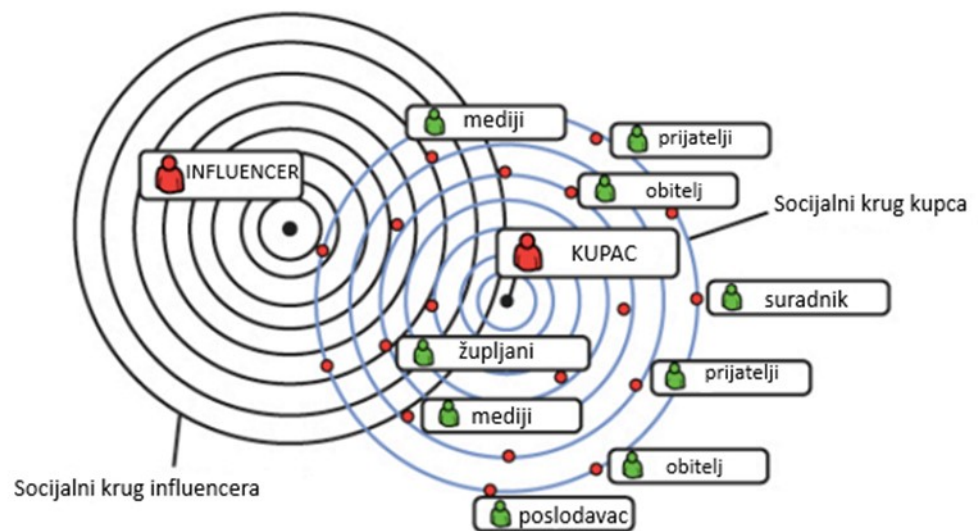 mediji
prijatelji
INFLUENCER
obitelj
Socijalni krug kupca
KUPAC
suradnik
župljani
prijatelji
mediji
obitelj
Socijalni krug influencera
poslodavac